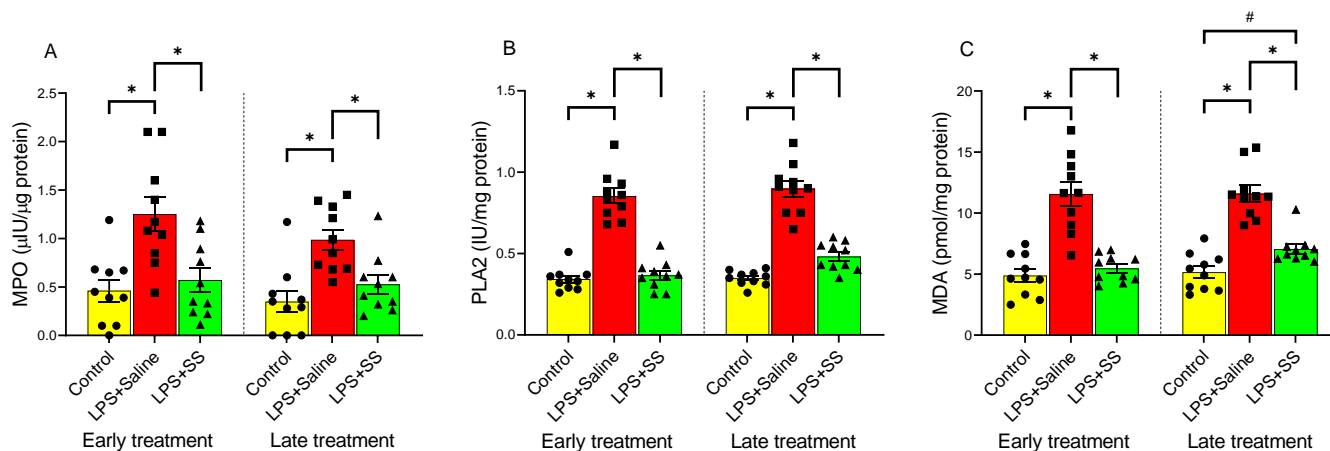 A
*
*
*
*
MPO (µIU/µg protein)
2.5
2.0
1.5
1.0
0.5
0.0
Control
LPS+Saline
LPS+SS
Control
LPS+Saline
LPS+SS
Early treatment
Late treatment
B
*
*
*
*
PLA2 (IU/mg protein)
1.5
1.0
0.5
0.0
Control
LPS+Saline
LPS+SS
Control
LPS+Saline
LPS+SS
Early treatment
Late treatment
C
#
*
*
*
*
MDA (pmol/mg protein)
20
15
10
5
0
Control
LPS+Saline
LPS+SS
Control
LPS+Saline
LPS+SS
Early treatment
Late treatment